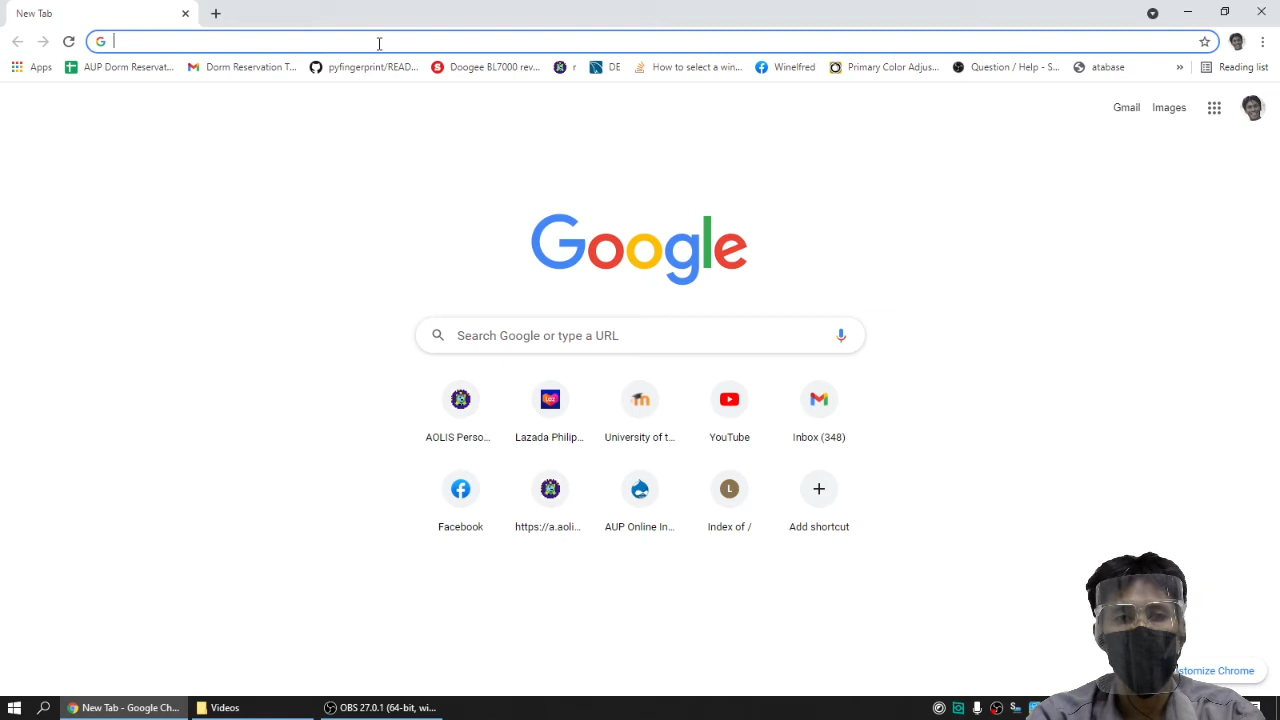 New Tab
Apps
AUP Dorm Reservat...
Dorm Reservation T...
pyfingerprint/READ...
Doogee BL7000 rev...
r
DE
How to select a win...
Winelfred
Primary Color Adjus...
Question / Help - S...
atabase
»
Reading list
Gmail
Images
Google
Search Google or type a URL
AOLIS Perso...
Lazada Philip...
University of t...
YouTube
Inbox (348)
Facebook
https://a.aoli...
AUP Online In...
L
Index of /
Add shortcut
stomize Chrome
New Tab - Google Ch...
Videos
OBS 27.0.1 (64-bit, wi...